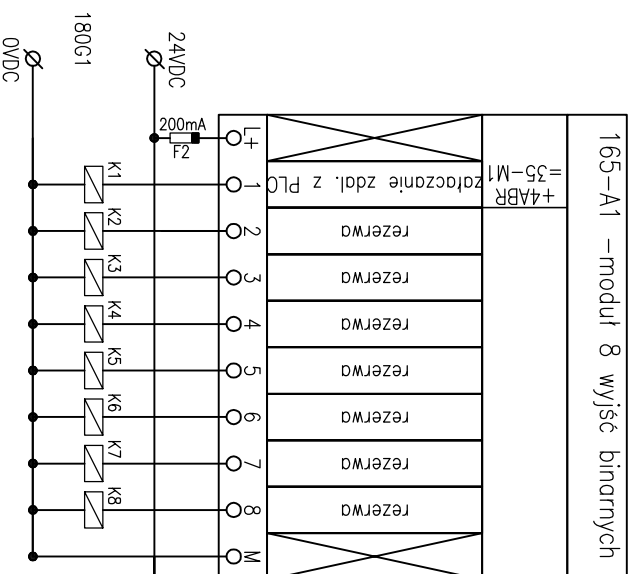 165-A1 -moduł 8 wyjść binarnych
=35-M1
+4ABR
załaczanie zdal. z PLC
rezerwa
rezerwa
rezerwa
rezerwa
rezerwa
rezerwa
rezerwa
L+
1
2
3
4
5
6
7
8
M
200mA
F2
24VDC
180G1
0VDC
K1
K2
K3
K4
K5
K6
K7
K8